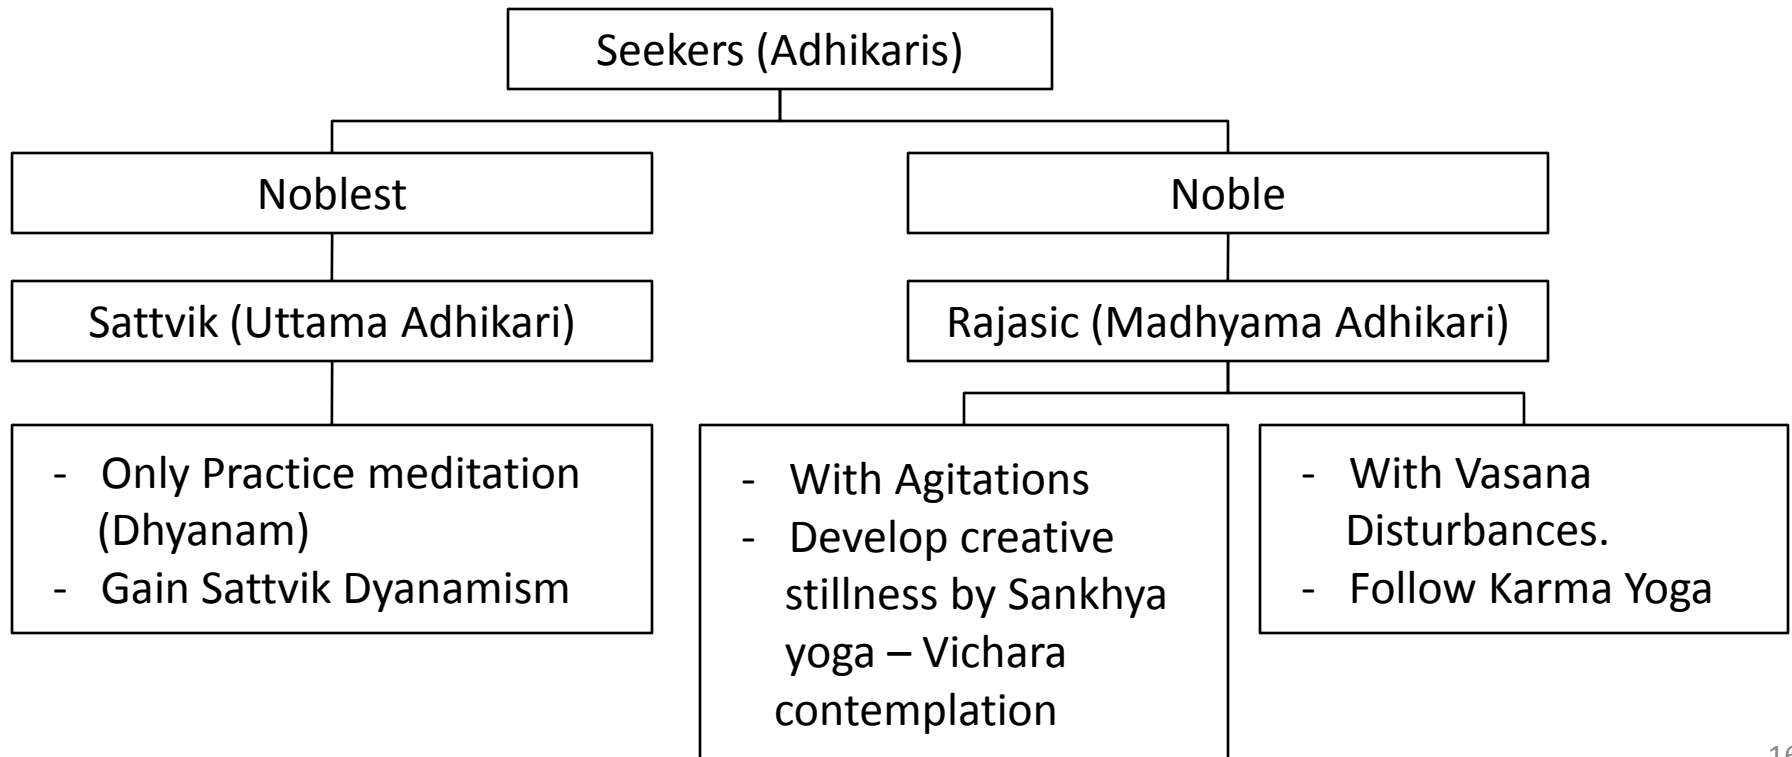 Seekers (Adhikaris)
Noblest
Noble
Sattvik (Uttama Adhikari)
Rajasic (Madhyama Adhikari)
- Only Practice meditation
(Dhyanam)
- Gain Sattvik Dyanamism
- With Agitations
- Develop creative
stillness by Sankhya
yoga – Vichara
contemplation
- With Vasana
Disturbances.
- Follow Karma Yoga